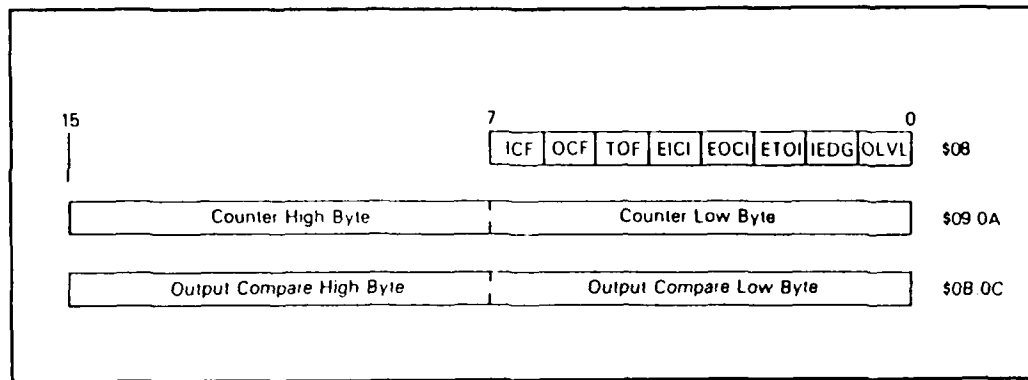 15 7 0
ICF OCF TOF EICI EOCI ETOI IEDG OLVL $08
Counter High Byte Counter Low Byte $09 0A
Output Compare High Byte Output Compare Low Byte $0B 0C